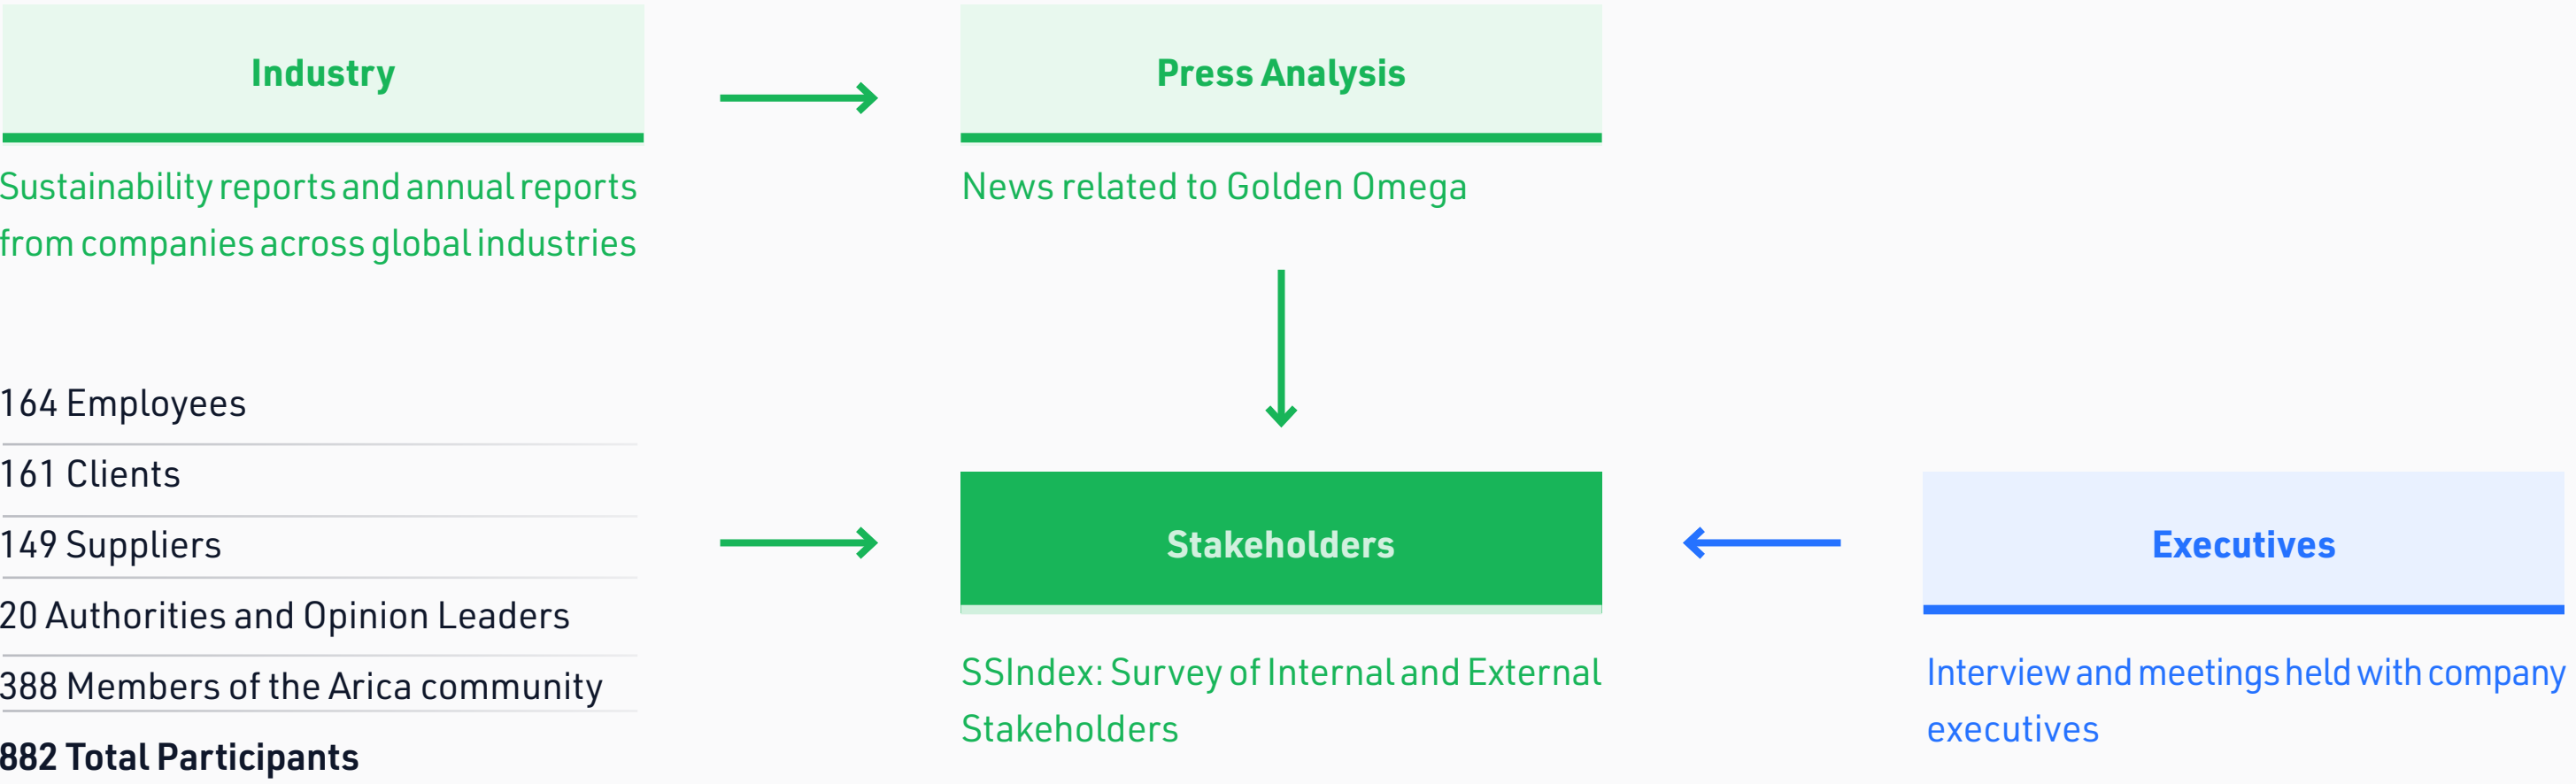 Industry
Press Analysis
Sustainability reports and annual reports
from companies across global industries
News related to Golden Omega
164 Employees
161 Clients
149 Suppliers
20 Authorities and Opinion Leaders
388 Members of the Arica community
882 Total Participants
Stakeholders
SSIndex: Survey of Internal and External
Stakeholders
Executives
Interview and meetings held with company
executives